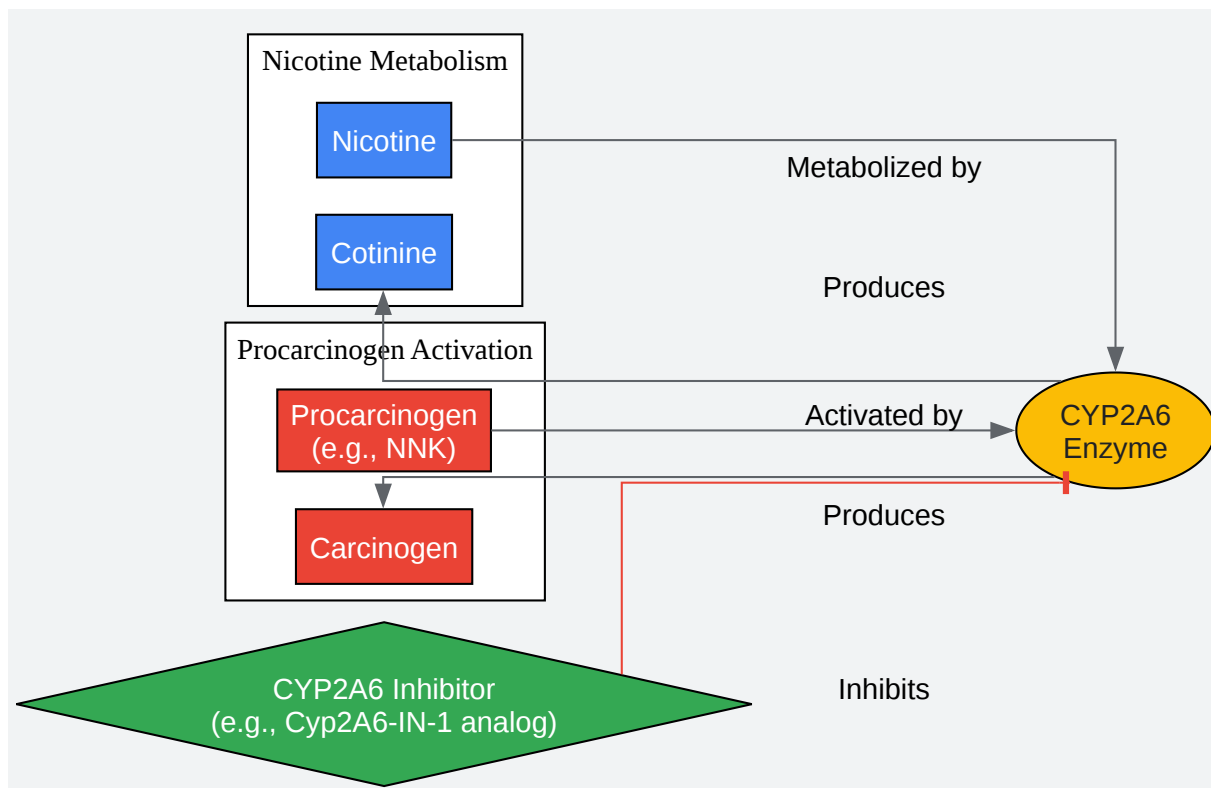 Nicotine Metabolism
Nicotine
Metabolized by
Cotinine
Produces
Procarcinogen Activation
Procarcinogen
(e.g., NNK)
Activated by
CYP2A6
Enzyme
Produces
Carcinogen
CYP2A6 Inhibitor
(e.g., Cyp2A6-IN-1 analog)
Inhibits